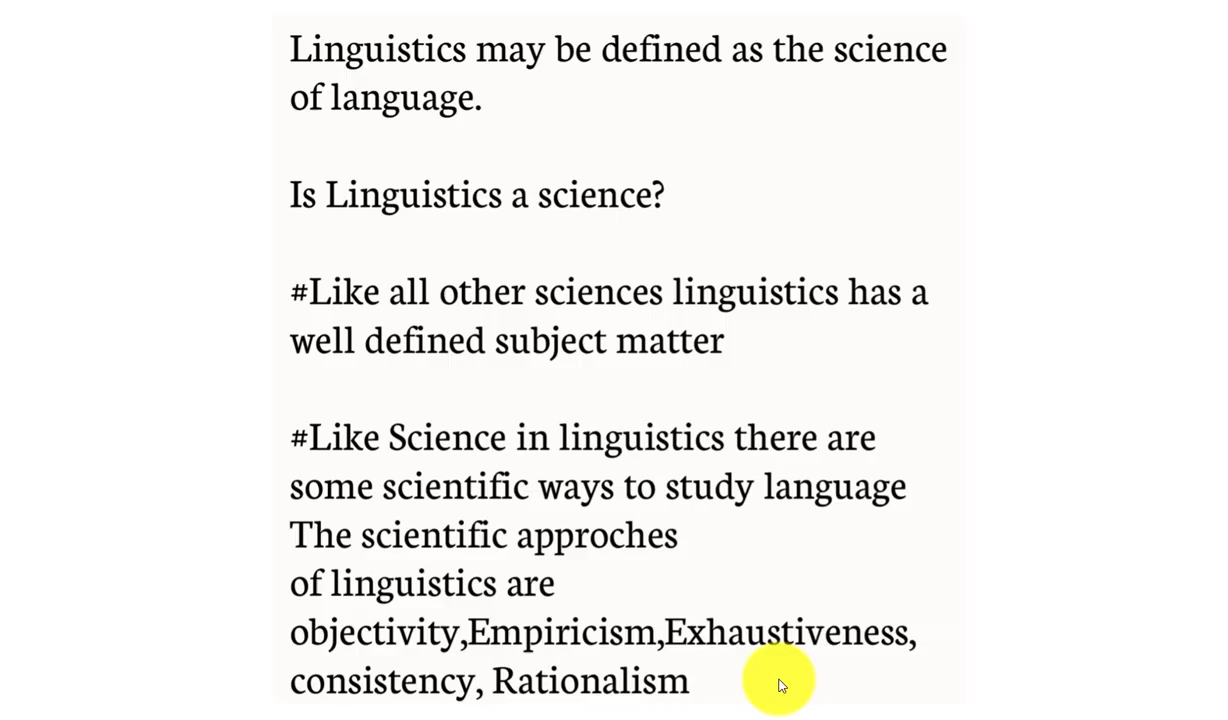 Linguistics may be defined as the science
of language.
Is Linguistics a science?
#Like all other sciences linguistics has a
well defined subject matter
#Like Science in linguistics there are
some scientific ways to study language
The scientific approches
of linguistics are
objectivity,Empiricism,Exhaustiveness,
consistency, Rationalism